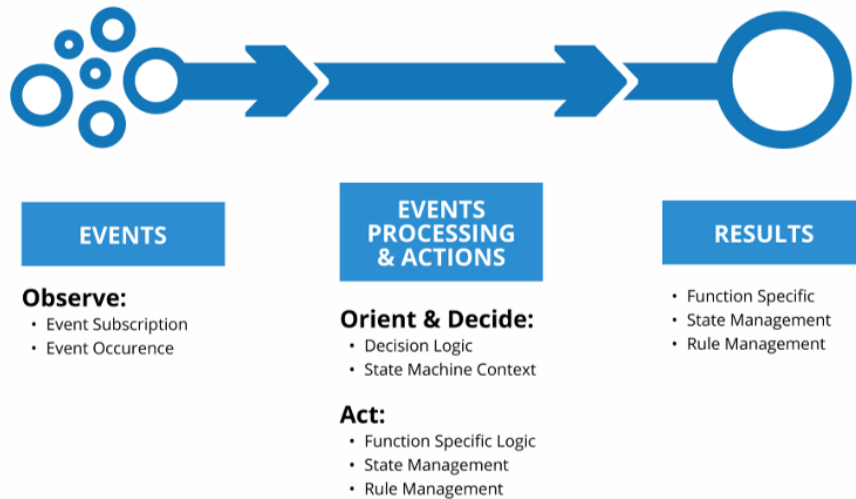 EVENTS
Observe:
• Event Subscription
• Event Occurence
EVENTS
PROCESSING
& ACTIONS
Orient & Decide:
• Decision Logic
• State Machine Context
Act:
• Function Specific Logic
• State Management
• Rule Management
RESULTS
• Function Specific
• State Management
• Rule Management